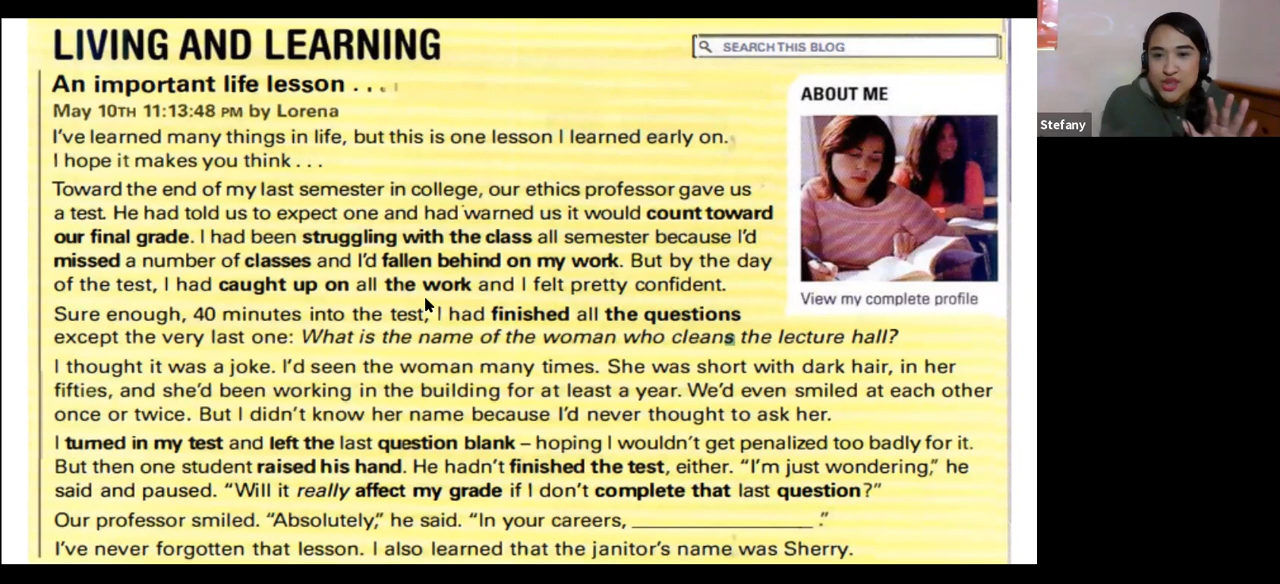 LIVING AND LEARNING
SEARCH THIS BLOG
An important life lesson . . .
May 10TH 11:13:48 PM by Lorena
I've learned many things in life, but this is one lesson I learned early on.
I hope it makes you think . . .
Toward the end of my last semester in college, our ethics professor gave us
a test. He had told us to expect one and had warned us it would count toward
our final grade. I had been struggling with the class all semester because I'd
missed a number of classes and I'd fallen behind on my work. But by the day
of the test, I had caught up on all the work and I felt pretty confident.
Sure enough, 40 minutes into the test, I had finished all the questions
except the very last one: What is the name of the woman who cleans the lecture hall?
I thought it was a joke. I'd seen the woman many times. She was short with dark hair, in her
fifties, and she'd been working in the building for at least a year. We'd even smiled at each other
once or twice. But I didn't know her name because I'd never thought to ask her.
I turned in my test and left the last question blank – hoping I wouldn't get penalized too badly for it.
But then one student raised his hand. He hadn't finished the test, either. "I'm just wondering," he
said and paused. "Will it really affect my grade if I don't complete that last question?"
Our professor smiled. "Absolutely," he said. "In your careers, ________________ ."
I've never forgotten that lesson. I also learned that the janitor's name was Sherry.
ABOUT ME
View my complete profile
Stefany